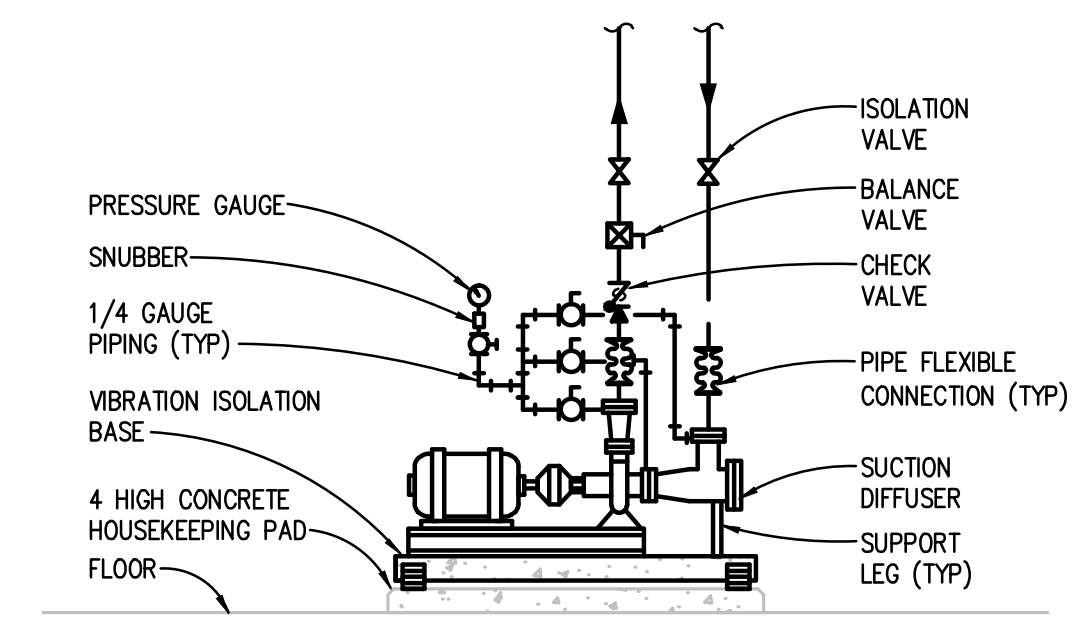 PRESSURE GAUGE
SNUBBER
1/4 GAUGE
PIPING (TYP)
VIBRATION ISOLATION
BASE
4 HIGH CONCRETE
HOUSEKEEPING PAD
FLOOR
ISOLATION
VALVE
BALANCE
VALVE
CHECK
VALVE
PIPE FLEXIBLE
CONNECTION (TYP)
SUCTION
DIFFUSER
SUPPORT
LEG (TYP)